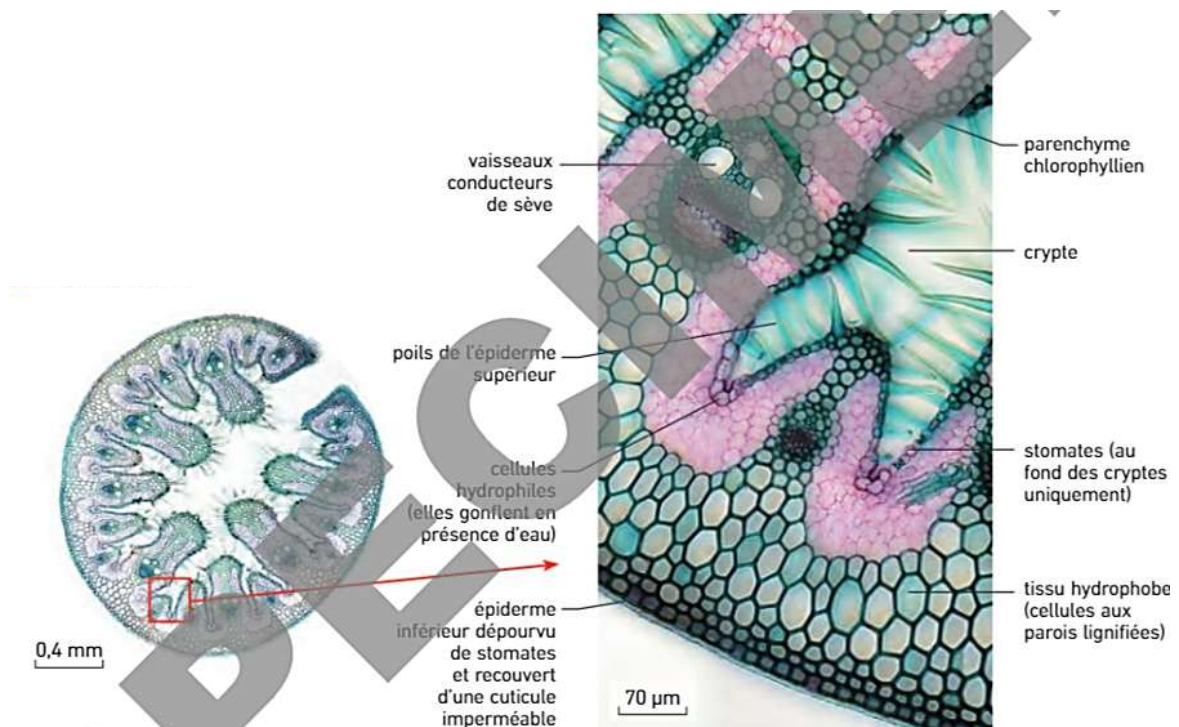 vaisseaux
conducteurs
de sève
parenchyme
chlorophyllien
crypte
poils de l'épiderme
supérieur
cellules
hydrophiles
(elles gonflent en
présence d'eau)
stomates (au
fond des cryptes
uniquement)
épiderme
inférieur dépourvu
de stomates
et recouvert
d'une cuticule
imperméable
tissu hydrophobe
(cellules aux
parois lignifiées)
0,4 mm
70 µm